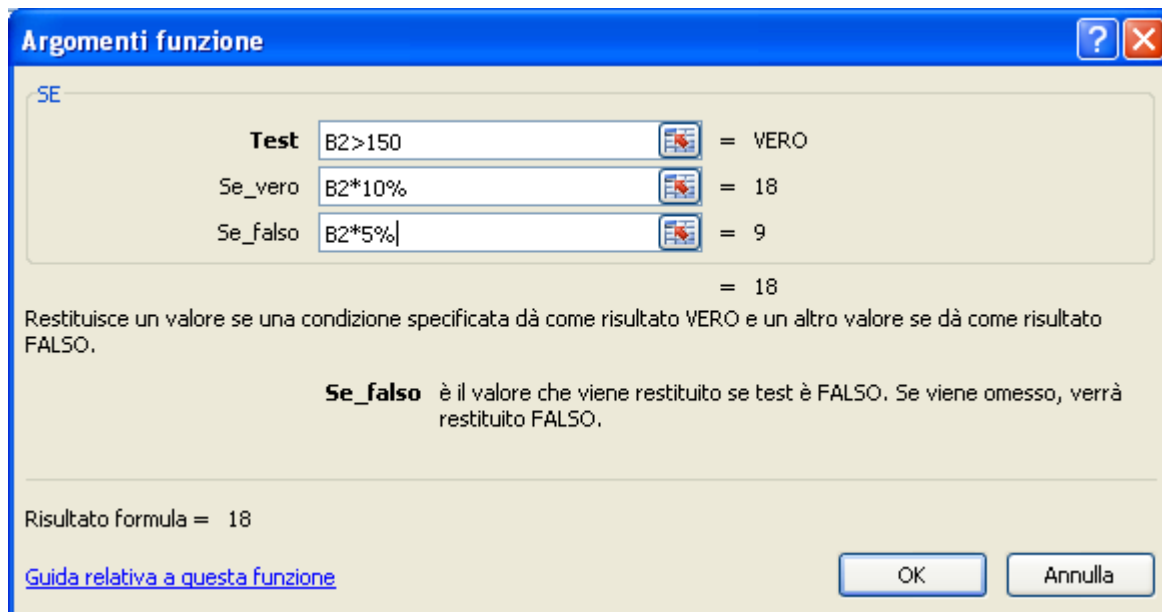 Argomenti funzione
SE
Test B2>150 = VERO
Se_vero B2*10% = 18
Se_falso B2*5% = 9
= 18
Restituisce un valore se una condizione specificata dà come risultato VERO e un altro valore se dà come risultato
FALSO.
Se_falso è il valore che viene restituito se test è FALSO. Se viene omesso, verrà
restituito FALSO.
Risultato formula = 18
Guida relativa a questa funzione
OK Annulla